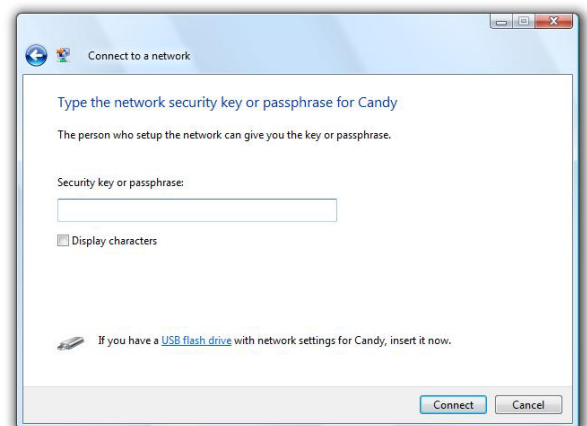 Connect to a network
Type the network security key or passphrase for Candy
The person who setup the network can give you the key or passphrase.
Security key or passphrase:
Display characters
If you have a USB flash drive with network settings for Candy, insert it now.
Connect Cancel